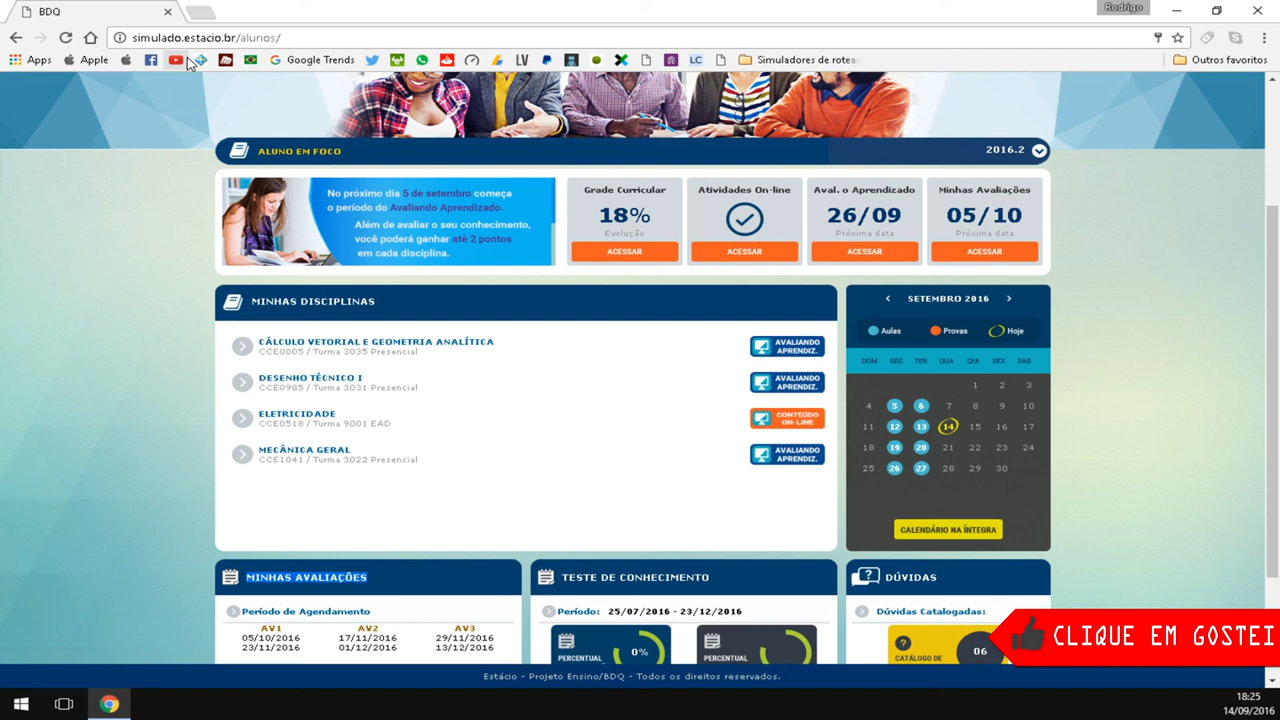 BDQ
Rodrigo
simulado.estacio.br/alunos/
Apps
Apple
Google Trends
LV
LC
Simuladores de rotea
Outros favoritos
ALUNO EM FOCO
2016.2
No próximo dia 5 de setembro começa
o período do Avaliando Aprendizado.
Além de avaliar o seu conhecimento,
você poderá ganhar até 2 pontos
em cada disciplina.
Grade Curricular
18%
Evolução
ACESSAR
Atividades On-line
ACESSAR
Aval. o Aprendizado
26/09
Próxima data
ACESSAR
Minhas Avaliações
05/10
Próxima data
ACESSAR
MINHAS DISCIPLINAS
CÁLCULO VETORIAL E GEOMETRIA ANALÍTICA
CCE0005 / Turma 3035 Presencial
AVALIANDO
APRENDIZ.
DESENHO TÉCNICO I
CCE0985 / Turma 3031 Presencial
AVALIANDO
APRENDIZ.
ELETRICIDADE
CCE0518 / Turma 9001 EAD
CONTEÚDO
ON-LINE
MECÂNICA GERAL
CCE1041 / Turma 3022 Presencial
AVALIANDO
APRENDIZ.
SETEMBRO 2016
Aulas Provas Hoje
DOM SEG TER QUA QUI SEX SAB
1 2 3
4 5 6 7 8 9 10
11 12 13 14 15 16 17
18 19 20 21 22 23 24
25 26 27 28 29 30
CALENDÁRIO NA ÍNTEGRA
MINHAS AVALIAÇÕES
Período de Agendamento
AV1 AV2 AV3
05/10/2016 17/11/2016 29/11/2016
23/11/2016 01/12/2016 13/12/2016
TESTE DE CONHECIMENTO
Período: 25/07/2016 - 23/12/2016
PERCENTUAL
0%
PERCENTUAL
DÚVIDAS
Dúvidas Catalogadas:
CATÁLOGO DE
06
CLIQUE EM GOSTEI
Estácio - Projeto Ensino/BDQ - Todos os direitos reservados.
18:25
14/09/2016